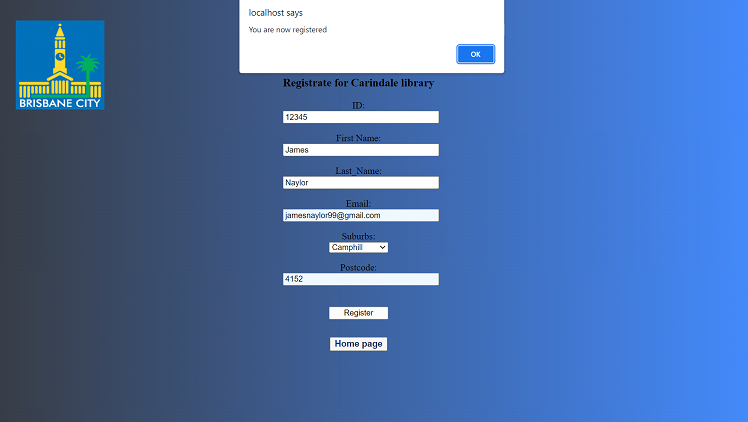 localhost says
You are now registered
OK
BRISBANE CITY
Registrate for Carindale library
ID:
12345
First Name:
James
Last_Name:
Naylor
Email:
jamesnaylor99@gmail.com
Suburbs:
Camphill
Postcode:
4152
Register
Home page